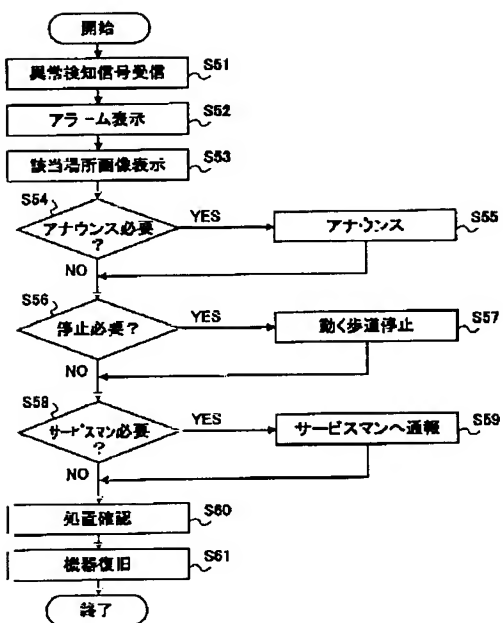 開始
異常検知信号受信
S51
アラーム表示
S52
該当場所画像表示
S53
S54
アナウンス必要
?
YES
アナウンス
S55
NO
S56
停止必要?
YES
動く歩道停止
S57
NO
S58
サービスマン必要
?
YES
サービスマンへ通報
S59
NO
処置確認
S60
機器復旧
S61
終了